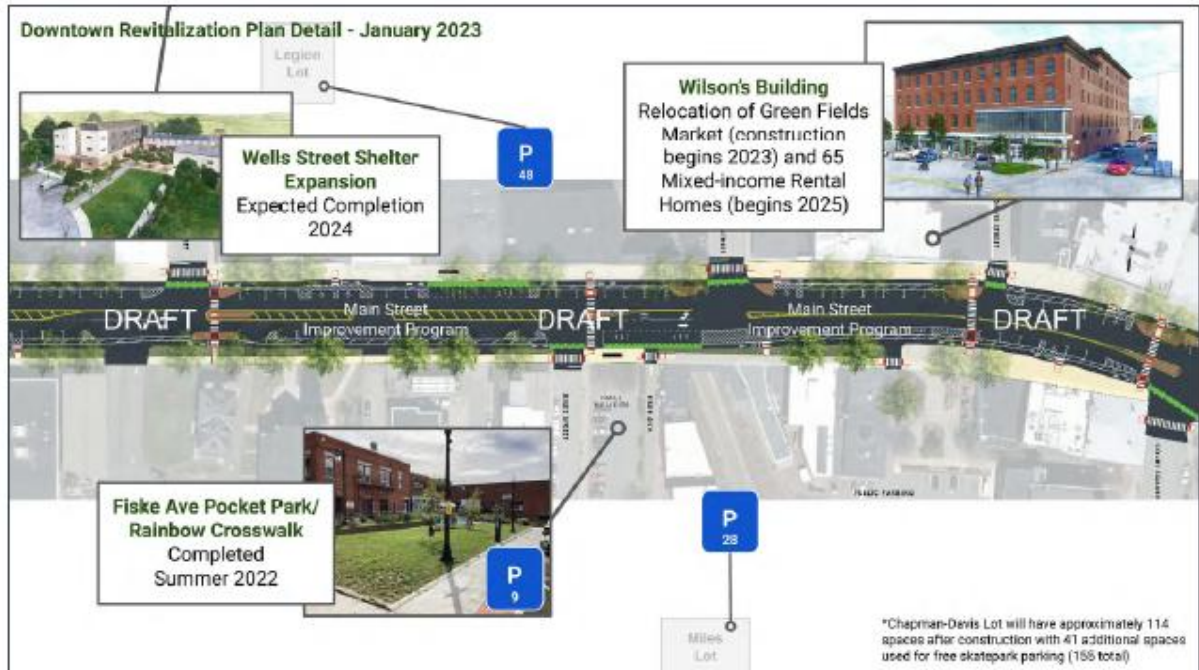 Downtown Revitalization Plan Detail - January 2023
Legion
Lot
P
48
Wells Street Shelter
Expansion
Expected Completion
2024
Wilson's Building
Relocation of Green Fields
Market (construction
begins 2023) and 65
Mixed-income Rental
Homes (begins 2025)
DRAFT
Main Street
Improvement Program
DRAFT
Main Street
Improvement Program
DRAFT
Fiske Ave Pocket Park/
Rainbow Crosswalk
Completed
Summer 2022
P
9
PUBLIC PARKING
P
28
Miles
Lot
*Chapman-Davis Lot will have approximately 114
spaces after construction with 41 additional spaces
used for free skatepark parking (155 total)